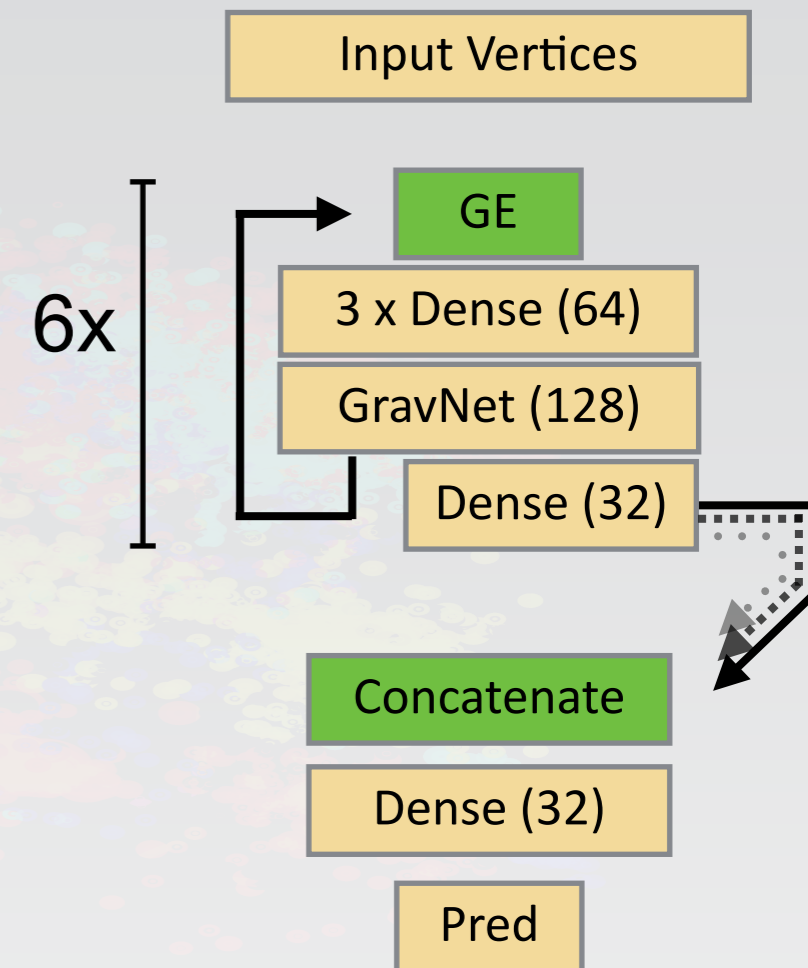 Input Vertices
6x
GE
3 x Dense (64)
GravNet (128)
Dense (32)
Concatenate
Dense (32)
Pred